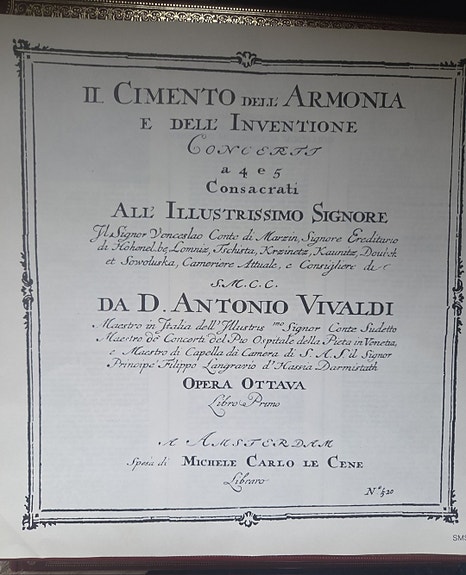 IL CIMENTO DELL' ARMONIA
E DELL' INVENTIONE
CONCERTI
a 4 e 5
Consacrati
ALL' ILLUSTRISSIMO SIGNORE
Il Signor Venceslao Conte di Marzin, Signore Ereditario
di Hohenelbe, Lomniz, Tschista, Krzinetz, Kaunitz, Doubek
et Sowoluska, Cameriere Attuale, e Consigliere di
S.M.C.C.
DA D. ANTONIO VIVALDI
Maestro in Italia dell' Illustris.mo Signor Conte Sudetto
Maestro de' Concerti del Pio Ospitale della Pieta in Venetia,
e Maestro di Capella di Camera di S. A. S. il Signor
Principe Filippo Langravio d'Hassia Darmistath
OPERA OTTAVA
Libro Primo
A AMSTERDAM
Spesa di MICHELE CARLO LE CENE
Libraro
No. 520